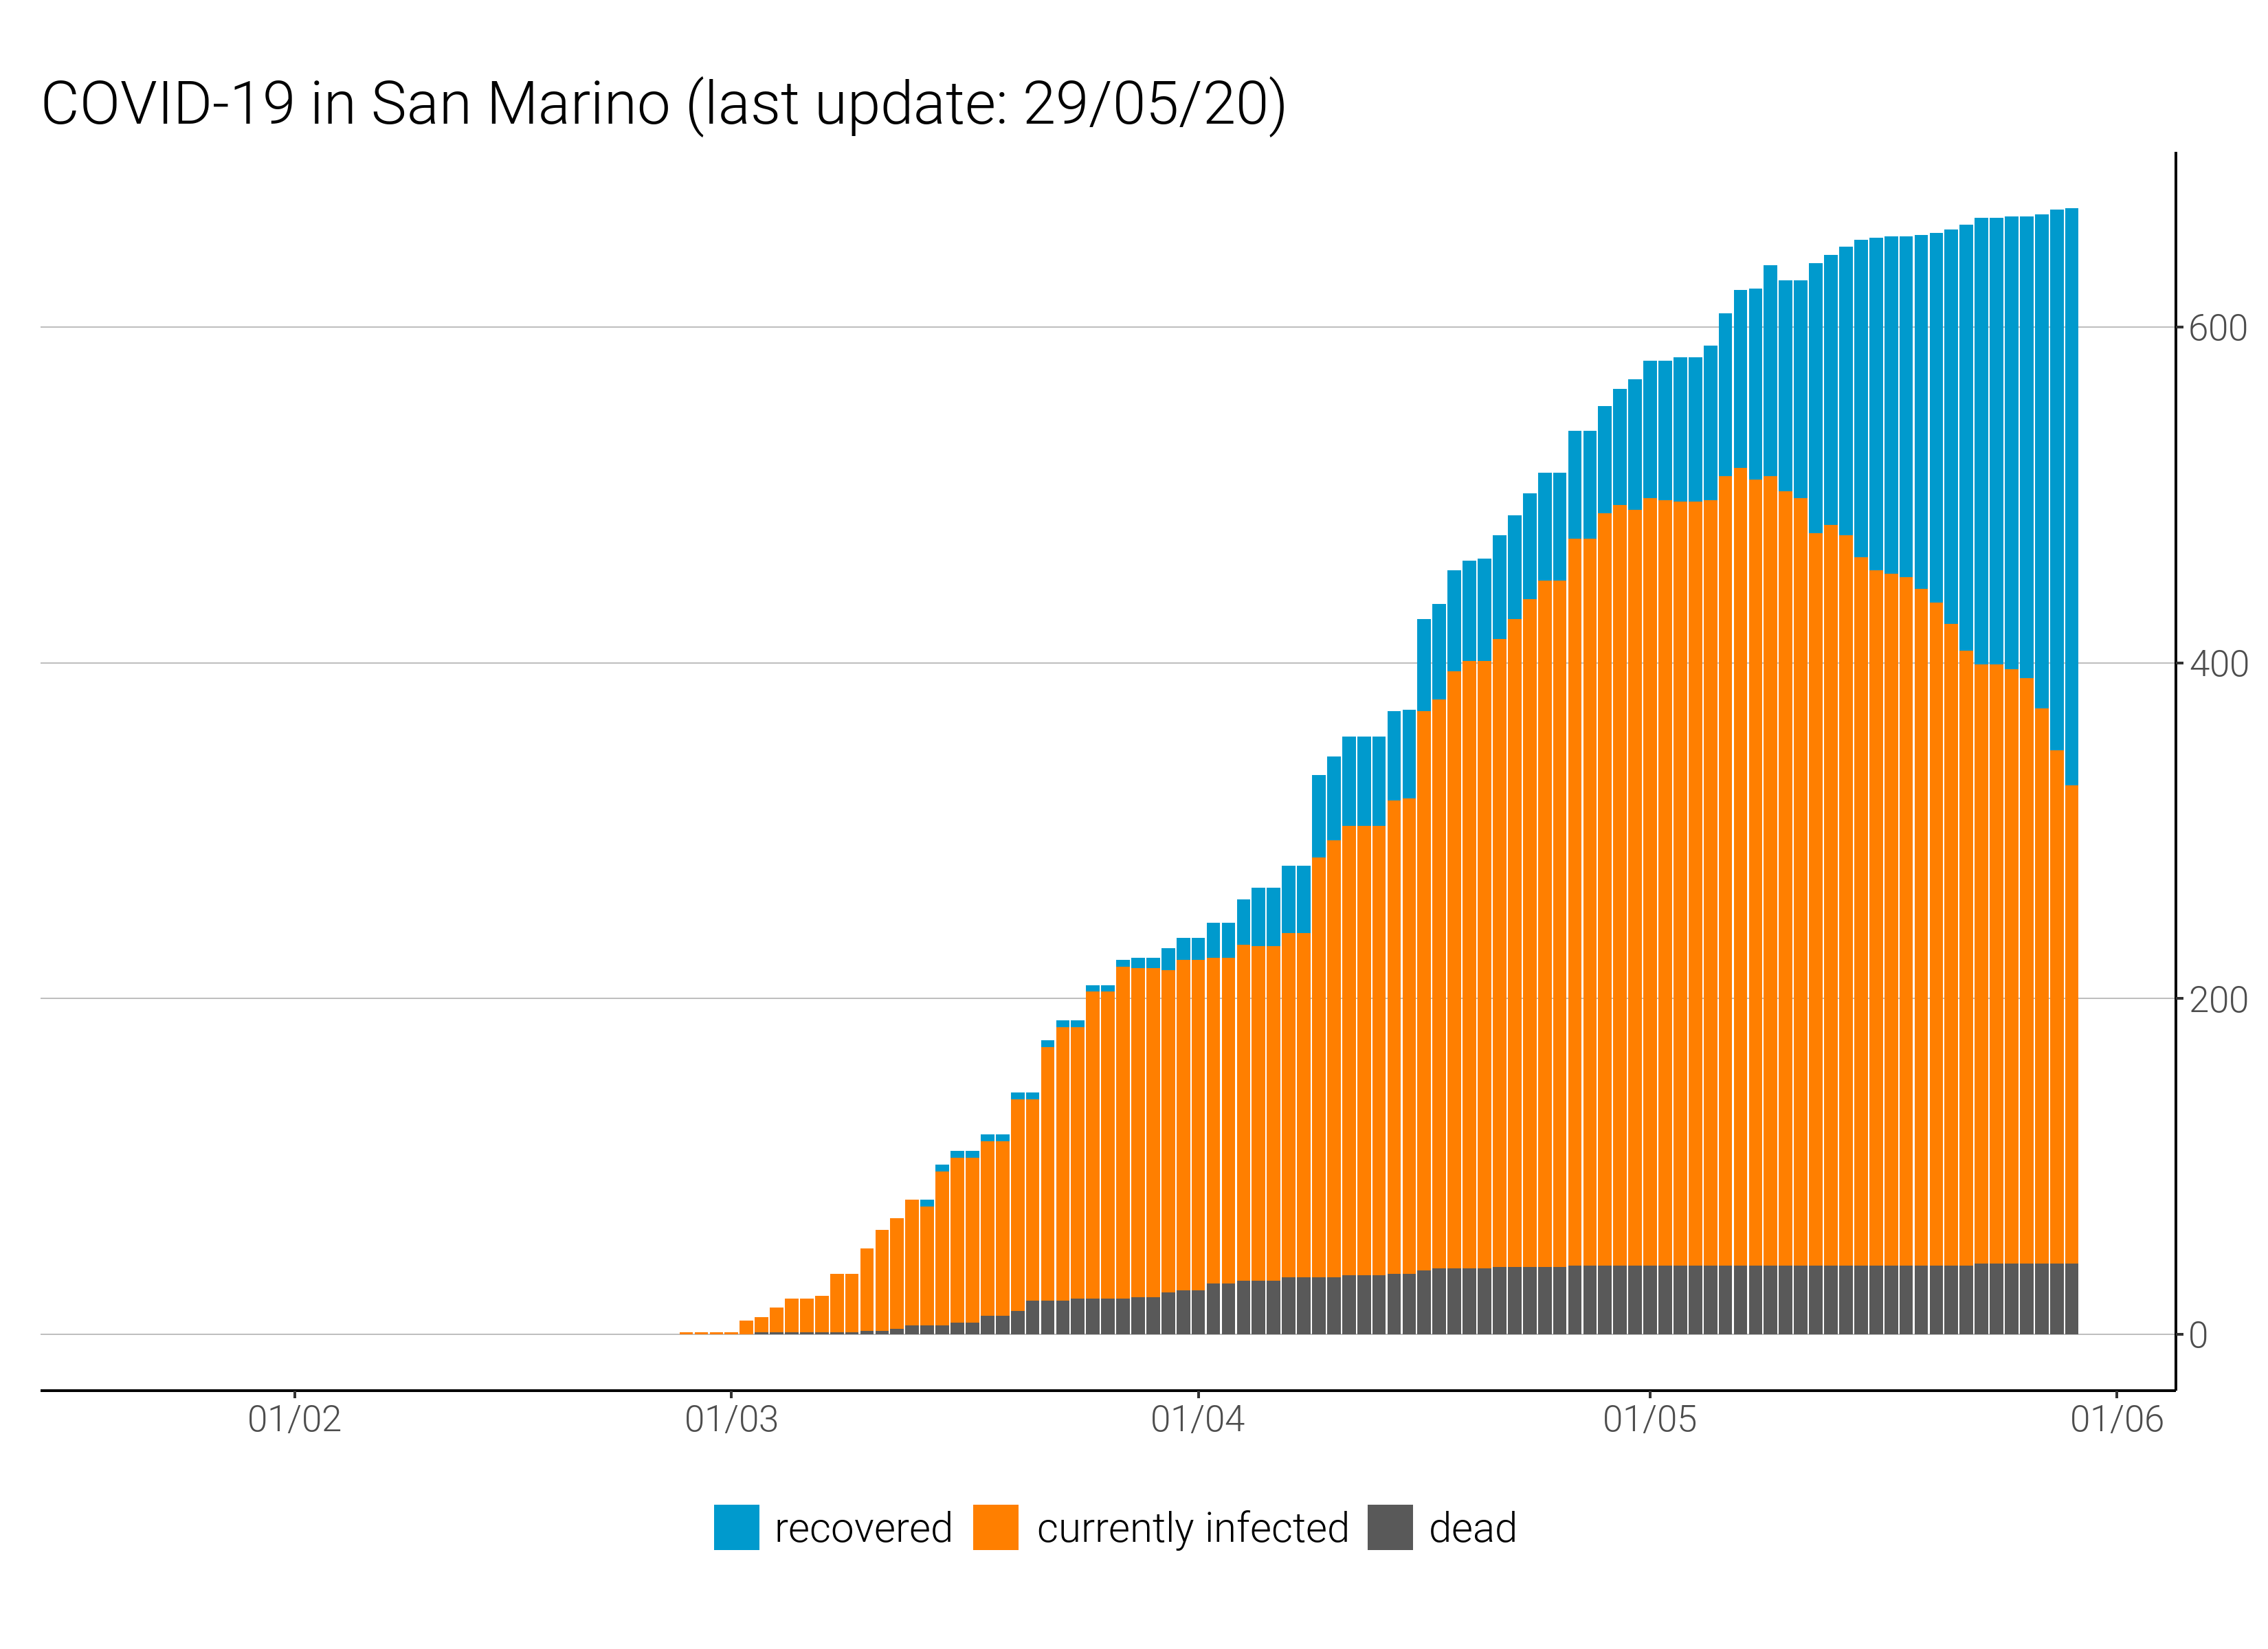 COVID-19 in San Marino (last update: 29/05/20)
600
400
200
0
01/02 01/03 01/04 01/05 01/06
recovered currently infected dead